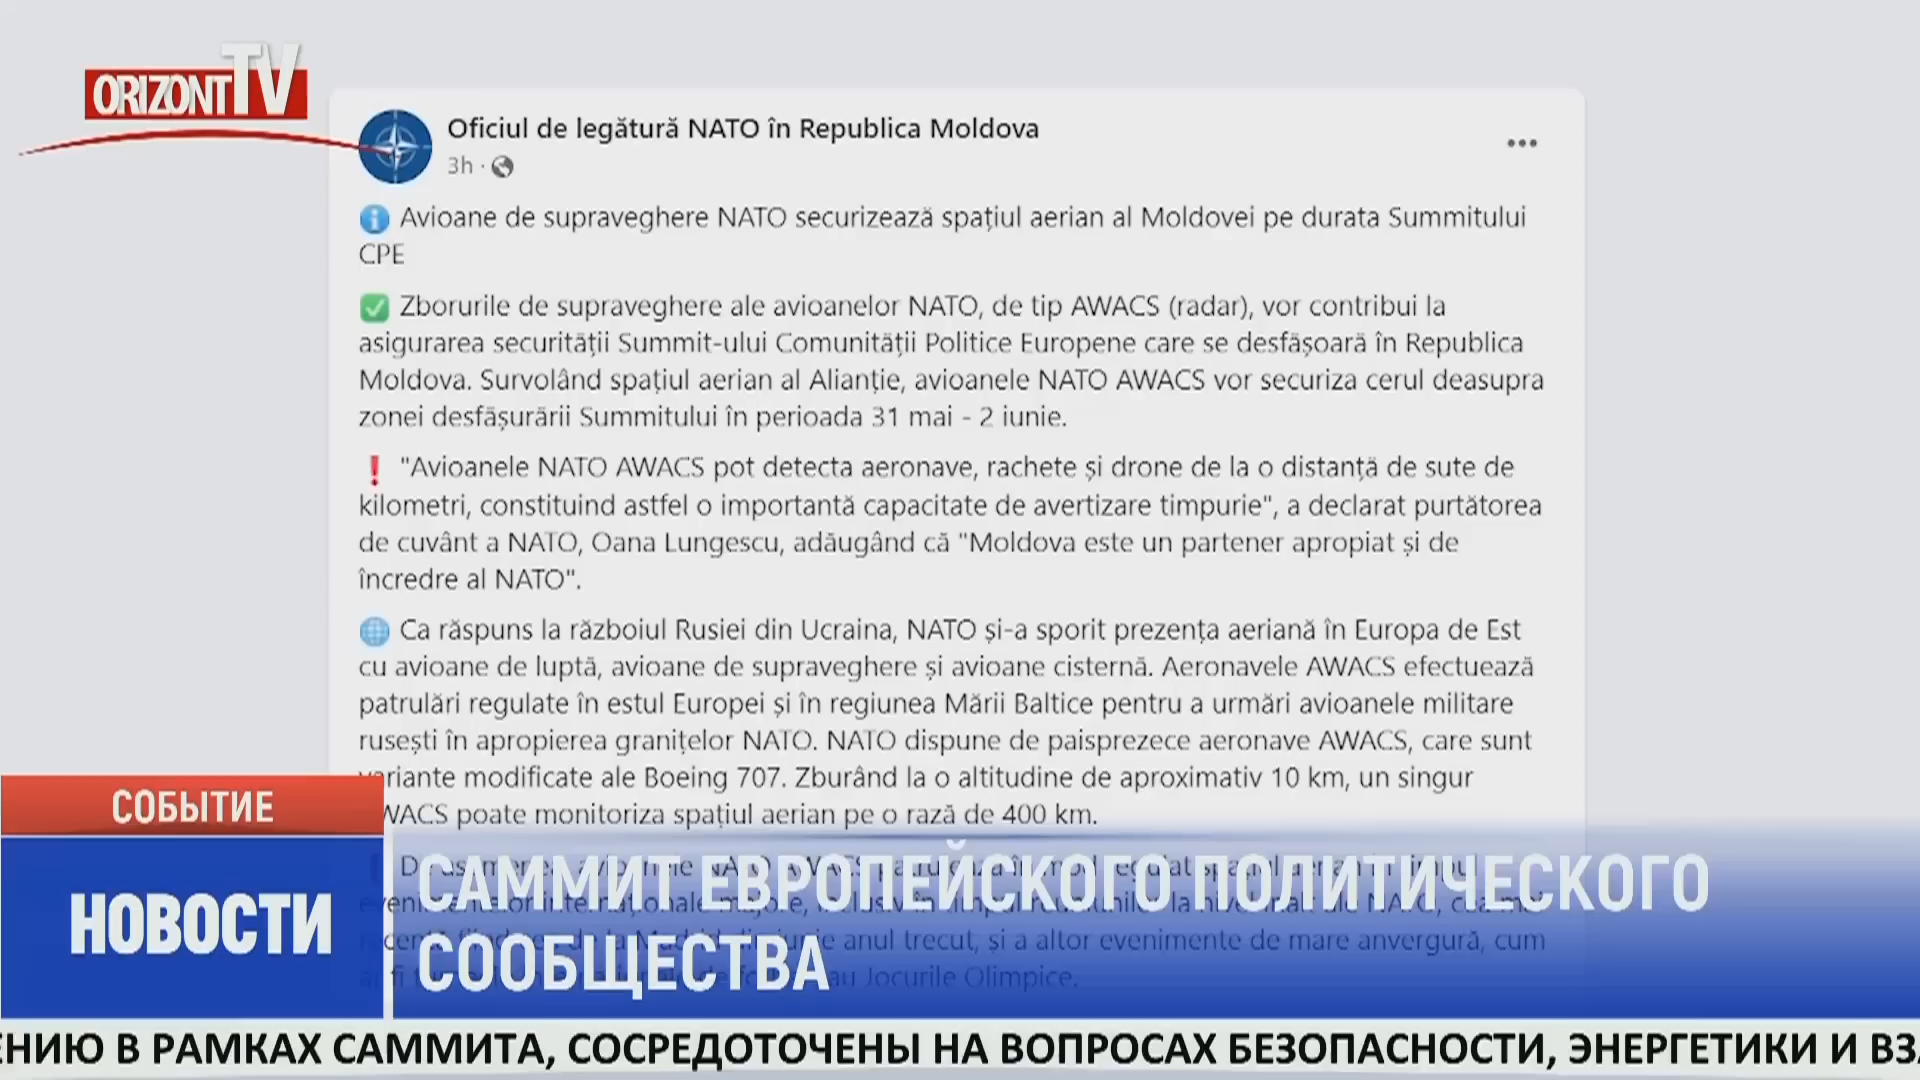 ORIZONT TV
Oficiul de legătură NATO în Republica Moldova
3h ·
Avioane de supraveghere NATO securizează spațiul aerian al Moldovei pe durata Summitului
CPE
Zborurile de supraveghere ale avioanelor NATO, de tip AWACS (radar), vor contribui la
asigurarea securității Summit-ului Comunității Politice Europene care se desfășoară în Republica
Moldova. Survolând spațiul aerian al Alianție, avioanele NATO AWACS vor securiza cerul deasupra
zonei desfășurării Summitului în perioada 31 mai - 2 iunie.
"Avioanele NATO AWACS pot detecta aeronave, rachete și drone de la o distanță de sute de
kilometri, constituind astfel o importantă capacitate de avertizare timpurie", a declarat purtătorea
de cuvânt a NATO, Oana Lungescu, adăugând că "Moldova este un partener apropiat și de
încredre al NATO".
Ca răspuns la războiul Rusiei din Ucraina, NATO și-a sporit prezența aeriană în Europa de Est
cu avioane de luptă, avioane de supraveghere și avioane cisternă. Aeronavele AWACS efectuează
patrulări regulate în estul Europei și în regiunea Mării Baltice pentru a urmări avioanele militare
rusești în apropierea granițelor NATO. NATO dispune de paisprezece aeronave AWACS, care sunt
variante modificate ale Boeing 707. Zburând la o altitudine de aproximativ 10 km, un singur
AWACS poate monitoriza spațiul aerian pe o rază de 400 km.
anul trecut, și a altor evenimente de mare anvergură, cum
Jocurile Olimpice.
СОБЫТИЕ
НОВОСТИ
САММИТ ЕВРОПЕЙСКОГО ПОЛИТИЧЕСКОГО
СООБЩЕСТВА
ЕНИЮ В РАМКАХ САММИТА, СОСРЕДОТОЧЕНЫ НА ВОПРОСАХ БЕЗОПАСНОСТИ, ЭНЕРГЕТИКИ И ВЗА